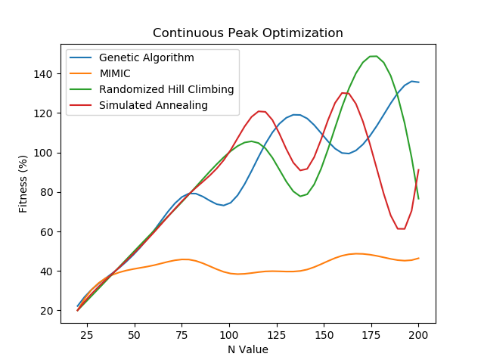 Continuous Peak Optimization
Genetic Algorithm
MIMIC
Randomized Hill Climbing
Simulated Annealing
Fitness (%)
140
120
100
80
60
40
20
25
50
75
100
125
150
175
200
N Value